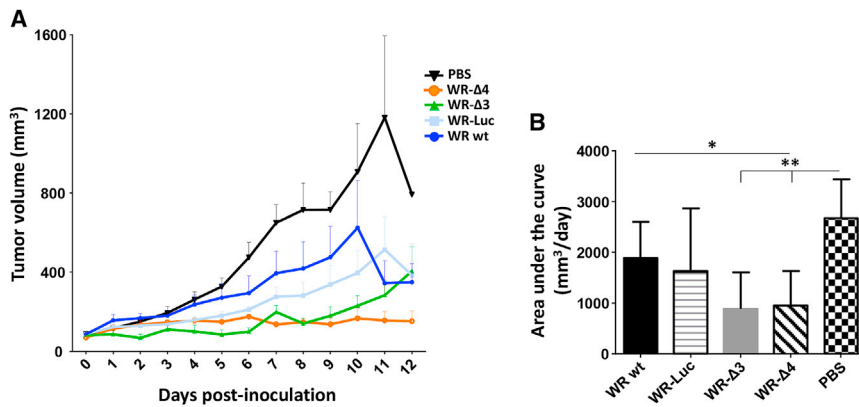 A
Tumor volume (mm³)
1600
1200
800
400
0
0 1 2 3 4 5 6 7 8 9 10 11 12
Days post-inoculation
PBS
WR-Δ4
WR-Δ3
WR-Luc
WR wt
B
Area under the curve
(mm³/day)
4000
3000
2000
1000
0
*
**
WR wt
WR-Luc
WR-Δ3
WR-Δ4
PBS